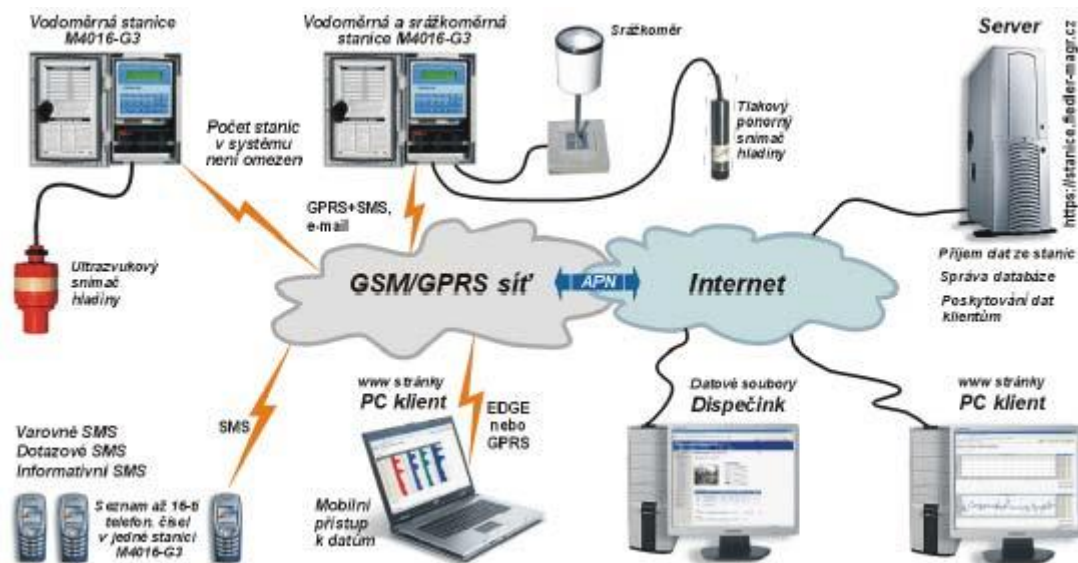 Vodoměrná stanice
M4016-G3
Vodoměrná a srážkoměrná
stanice M4016-G3
Srážkoměr
Server
https://stanice.fiedler-magr.cz
Počet stanic
v systému
není omezen
Tlakový
ponorný
snímač
hladiny
GPRS+SMS,
e-mail
Ultrazvukový
snímač
hladiny
GSM/GPRS síť
APN
Internet
Příjem dat ze stanic
Správa databáze
Poskytování dat
klientům
SMS
www stránky
PC klient
EDGE
nebo
GPRS
Datové soubory
Dispečink
www stránky
PC klient
Varovné SMS
Dotazové SMS
Informativní SMS
Seznam až 16-ti
telefon. čísel
v jedné stanici
M4016-G3
Mobilní
přístup
k datům